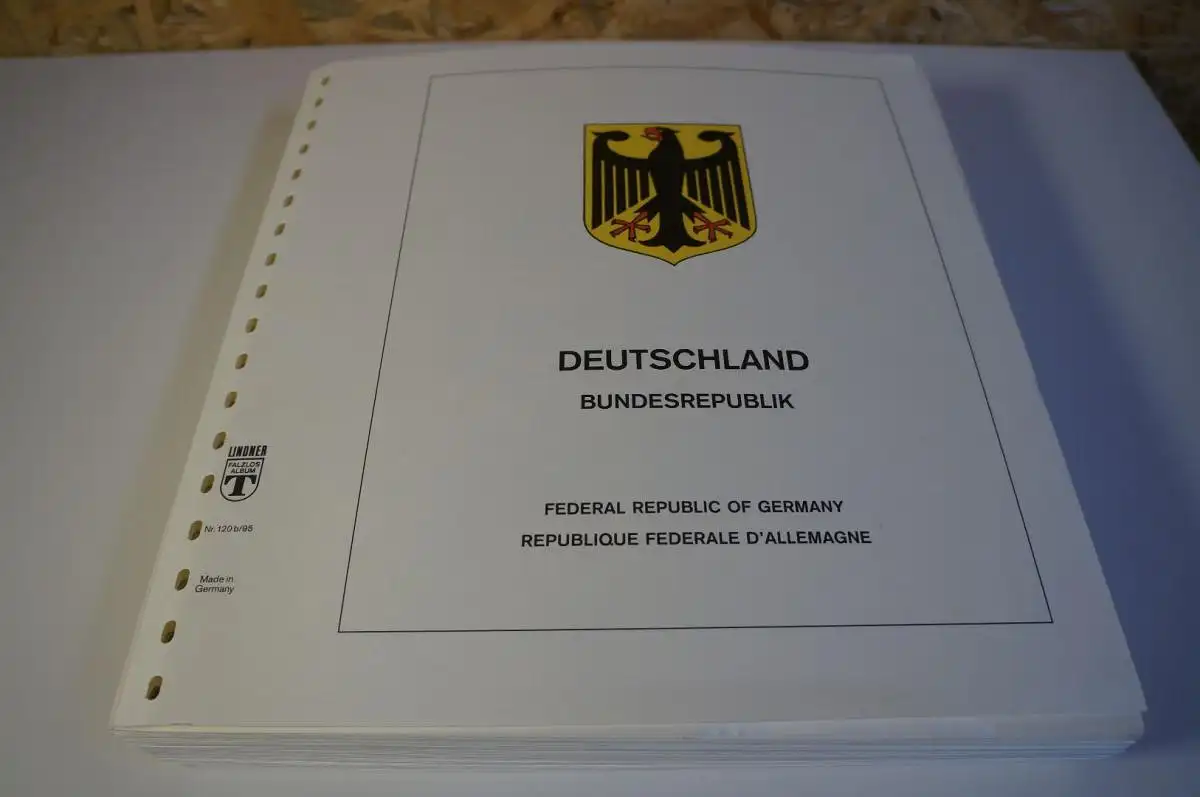 DEUTSCHLAND
BUNDESREPUBLIK
FEDERAL REPUBLIC OF GERMANY
REPUBLIQUE FEDERALE D'ALLEMAGNE
LINDNER
FALZLOS
ALBUM
T
Nr. 120 b/95
Made in
Germany